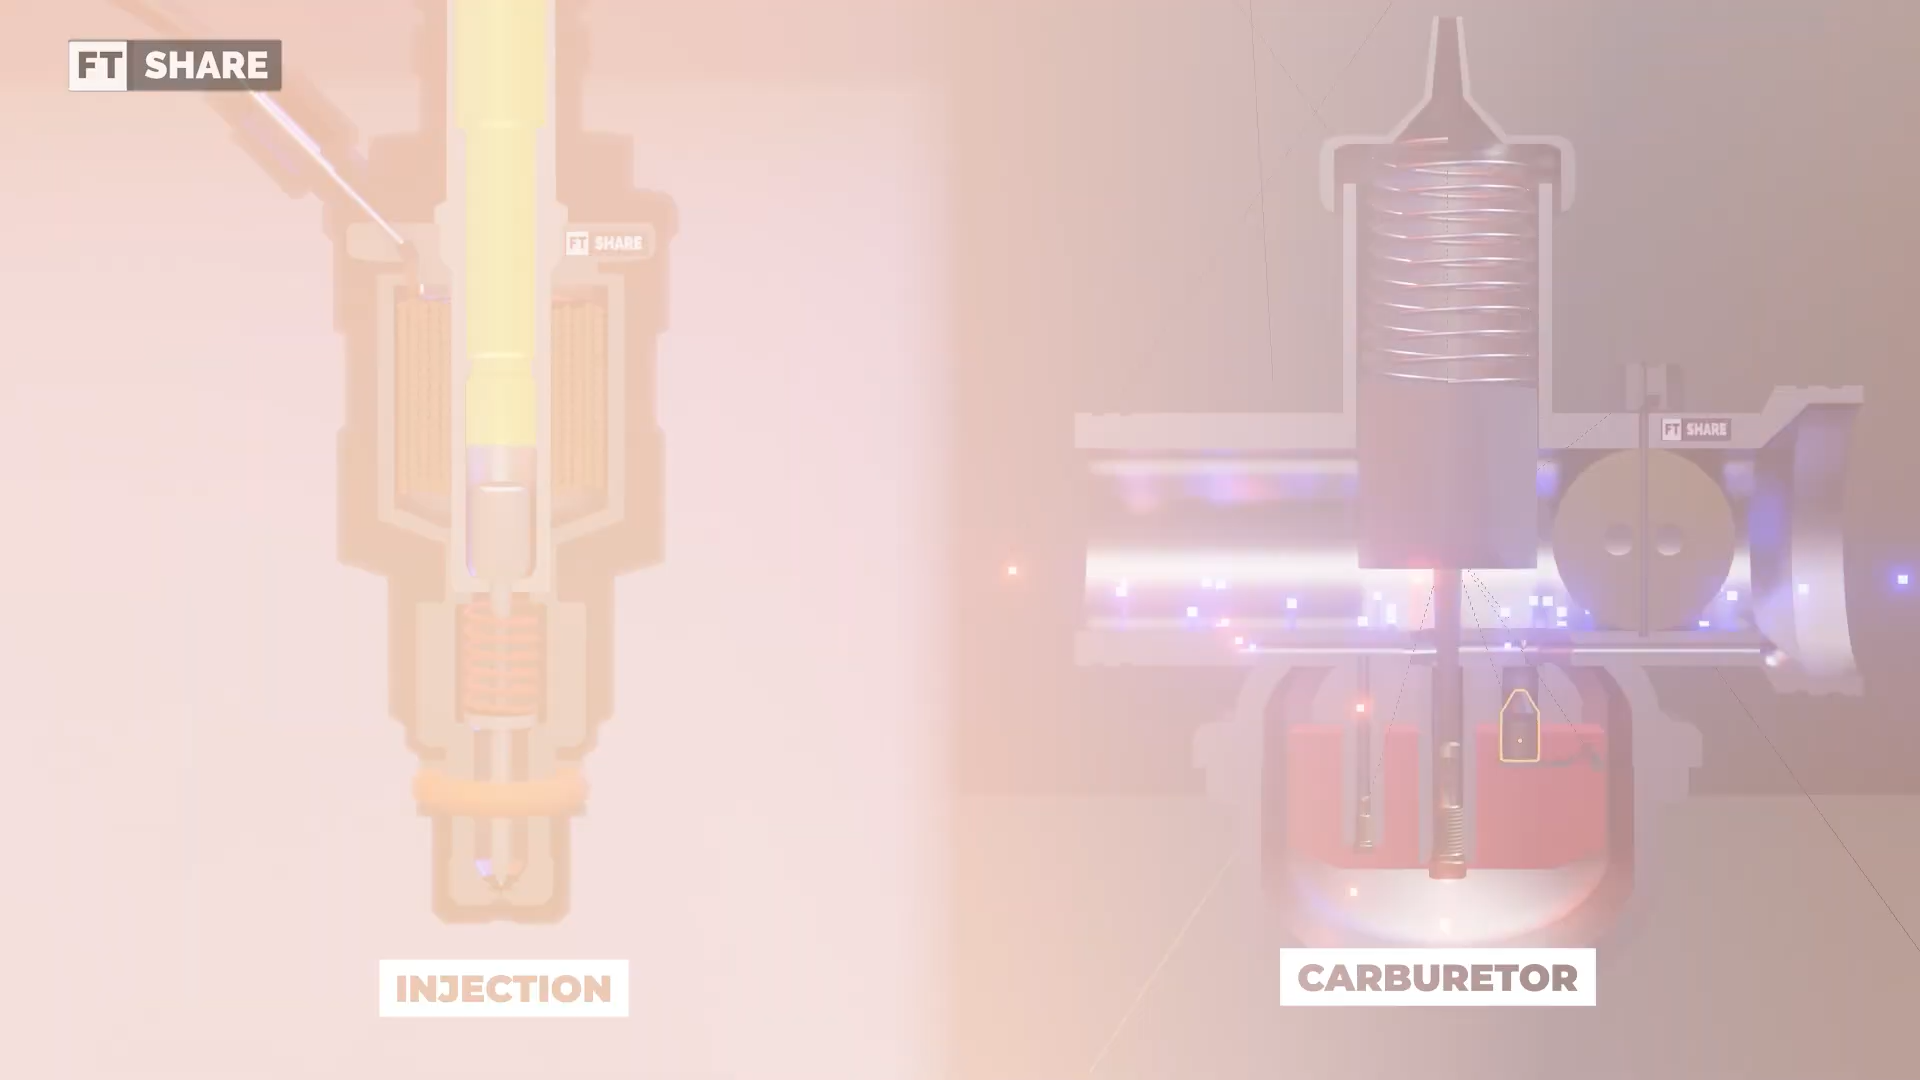 FT SHARE
FT SHARE
FT SHARE
INJECTION
CARBURETOR